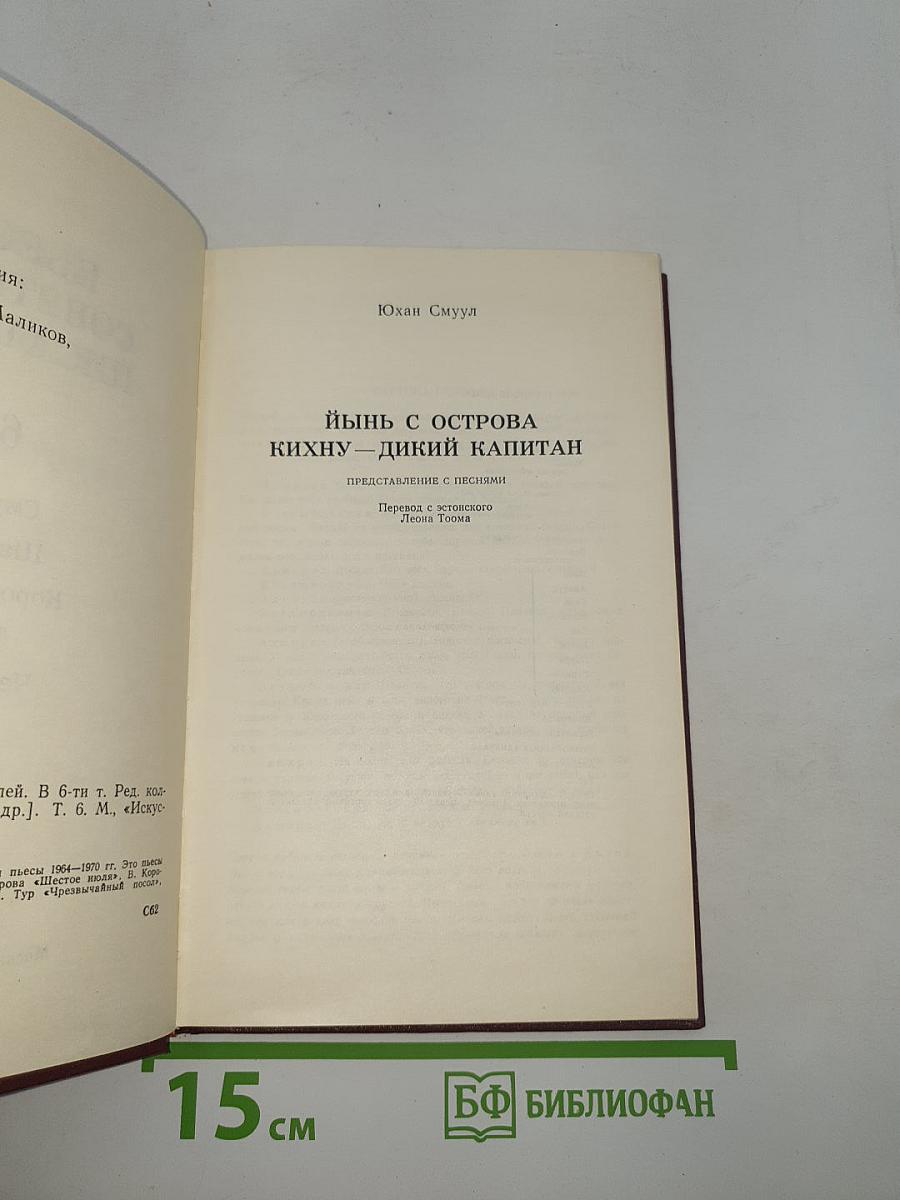 ия:
Маликов,
лей. В 6-ти т. Ред. кол-
др.]. Т. 6. М., «Искус-
пьесы 1964—1970 гг. Это пьесы
рова «Шестое июля», В. Коро-
. Тур «Чрезвычайный посол»,
С62
Юхан Смуул
ЙЫНЬ С ОСТРОВА
КИХНУ—ДИКИЙ КАПИТАН
ПРЕДСТАВЛЕНИЕ С ПЕСНЯМИ
Перевод с эстонского
Леона Тоома
15 см
БФ БИБЛИОФАН